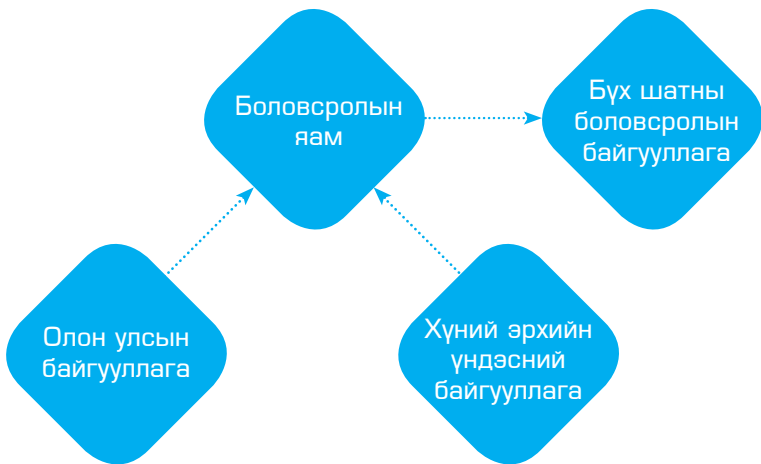 Боловсролын
яам
Бүх шатны
боловсролын
байгууллага
Олон улсын
байгууллага
Хүний эрхийн
үндэсний
байгууллага